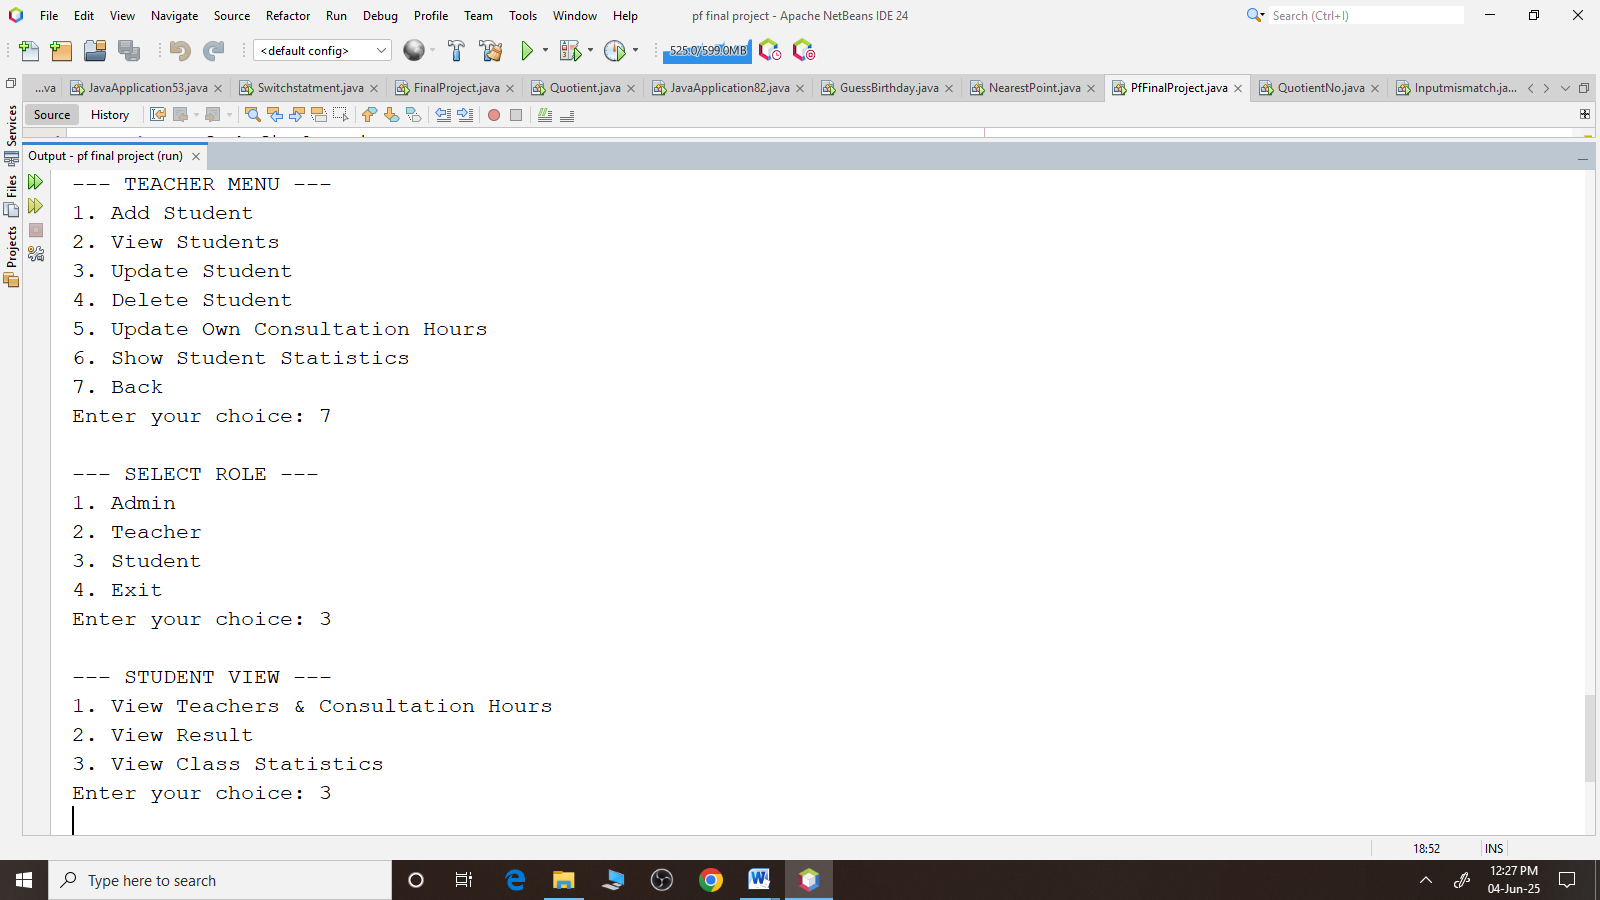 File Edit View Navigate Source Refactor Run Debug Profile Team Tools Window Help
pf final project - Apache NetBeans IDE 24
Search (Ctrl+I)
<default config>
525.0/599.0MB
...va
JavaApplication53.java
Switchstatment.java
FinalProject.java
Quotient.java
JavaApplication82.java
GuessBirthday.java
NearestPoint.java
PFFinalProject.java
QuotientNo.java
Inputmismatch.ja...
Source History
Services
Files
Projects
Output - pf final project (run)
--- TEACHER MENU ---
1. Add Student
2. View Students
3. Update Student
4. Delete Student
5. Update Own Consultation Hours
6. Show Student Statistics
7. Back
Enter your choice: 7
--- SELECT ROLE ---
1. Admin
2. Teacher
3. Student
4. Exit
Enter your choice: 3
--- STUDENT VIEW ---
1. View Teachers & Consultation Hours
2. View Result
3. View Class Statistics
Enter your choice: 3
18:52 INS
Type here to search
12:27 PM
04-Jun-25